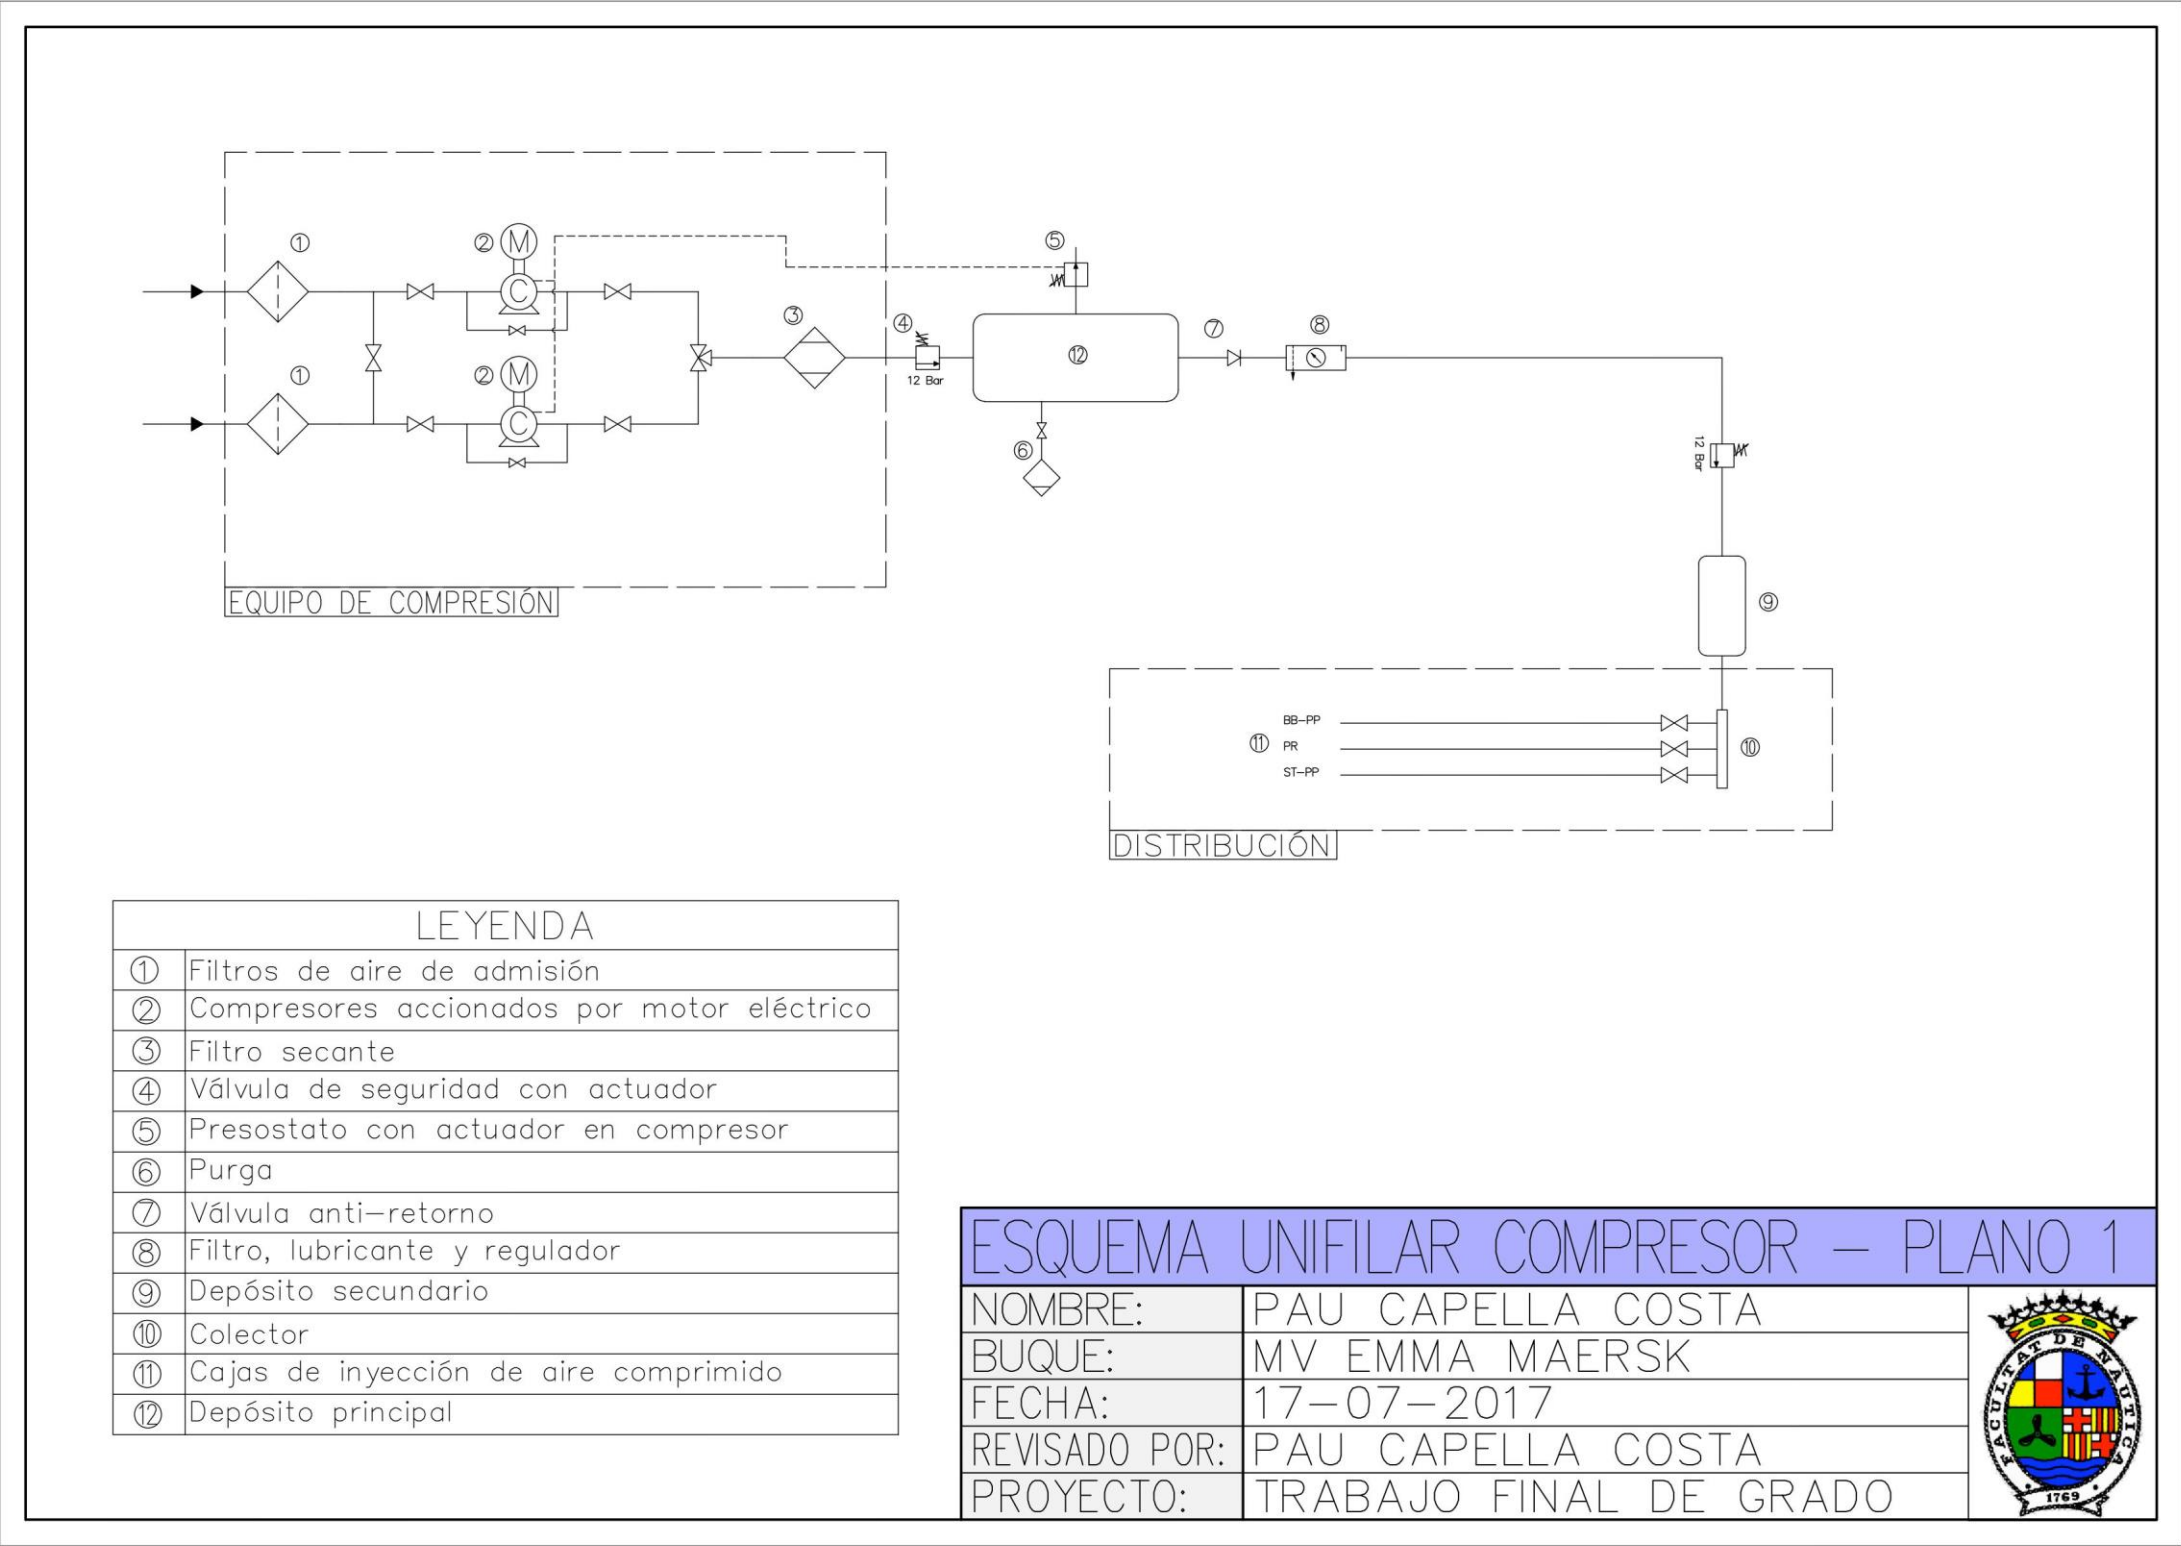 ① ② M C
① ② M C
③
④
12 Bar
⑤
⑫
⑥
⑦
⑧
12 Bar
⑨
EQUIPO DE COMPRESIÓN
BB-PP
⑪ PR
ST-PP
⑩
DISTRIBUCIÓN
LEYENDA
① Filtros de aire de admisión
② Compresores accionados por motor eléctrico
③ Filtro secante
④ Válvula de seguridad con actuador
⑤ Presostato con actuador en compresor
⑥ Purga
⑦ Válvula anti-retorno
⑧ Filtro, lubricante y regulador
⑨ Depósito secundario
⑩ Colector
⑪ Cajas de inyección de aire comprimido
⑫ Depósito principal
ESQUEMA UNIFILAR COMPRESOR - PLANO 1
NOMBRE: PAU CAPELLA COSTA
BUQUE: MV EMMA MAERSK
FECHA: 17-07-2017
REVISADO POR: PAU CAPELLA COSTA
PROYECTO: TRABAJO FINAL DE GRADO
FACULTAT DE NÀUTICA
1769